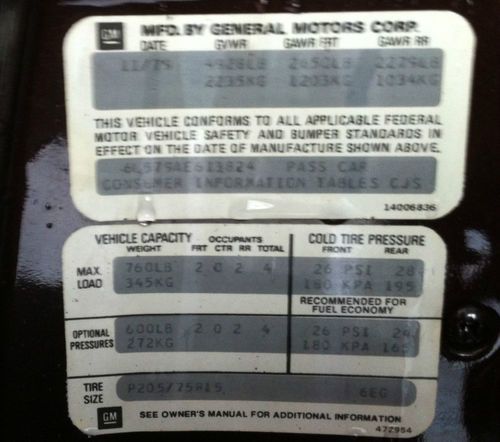 GM MFD. BY GENERAL MOTORS CORP.
DATE GVWR GAWR FRT GAWR RR
11/79 4928LB 2650LB 2279LB
2235KG 1203KG 1034KG
THIS VEHICLE CONFORMS TO ALL APPLICABLE FEDERAL
MOTOR VEHICLE SAFETY AND BUMPER STANDARDS IN
EFFECT ON THE DATE OF MANUFACTURE SHOWN ABOVE.
PASS CAR
CONSUMER INFORMATION TABLES CJS
14006836
VEHICLE CAPACITY OCCUPANTS COLD TIRE PRESSURE
WEIGHT FRT CTR RR TOTAL FRONT REAR
MAX. LOAD 760LB 2 0 2 4 26 PSI 28
345KG 180 KPA 195
RECOMMENDED FOR
FUEL ECONOMY
OPTIONAL PRESSURES 600LB 2 0 2 4 26 PSI 24
272KG 180 KPA 165
TIRE SIZE P205/75R15 6EG
GM SEE OWNER'S MANUAL FOR ADDITIONAL INFORMATION
472954